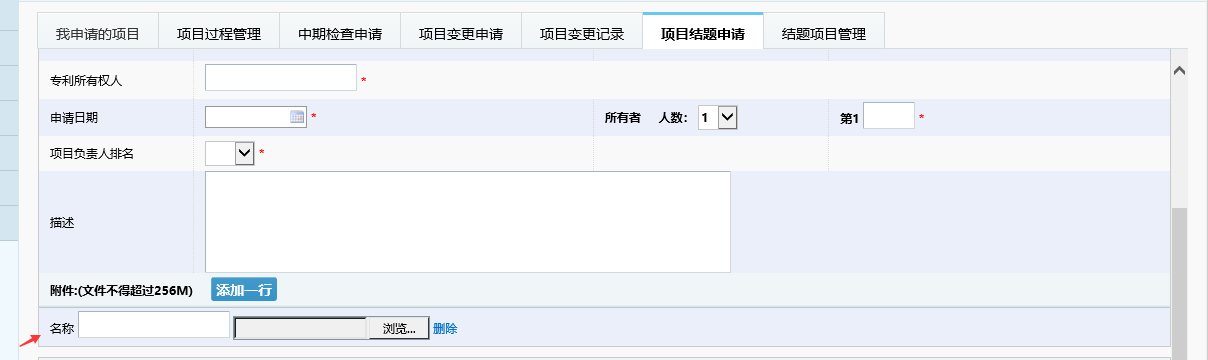 我申请的项目 项目过程管理 中期检查申请 项目变更申请 项目变更记录 项目结题申请 结题项目管理
专利所有权人 *
申请日期 * 所有者 人数: 1 第1 *
项目负责人排名 *
描述
附件:(文件不得超过256M) 添加一行
名称 浏览... 删除